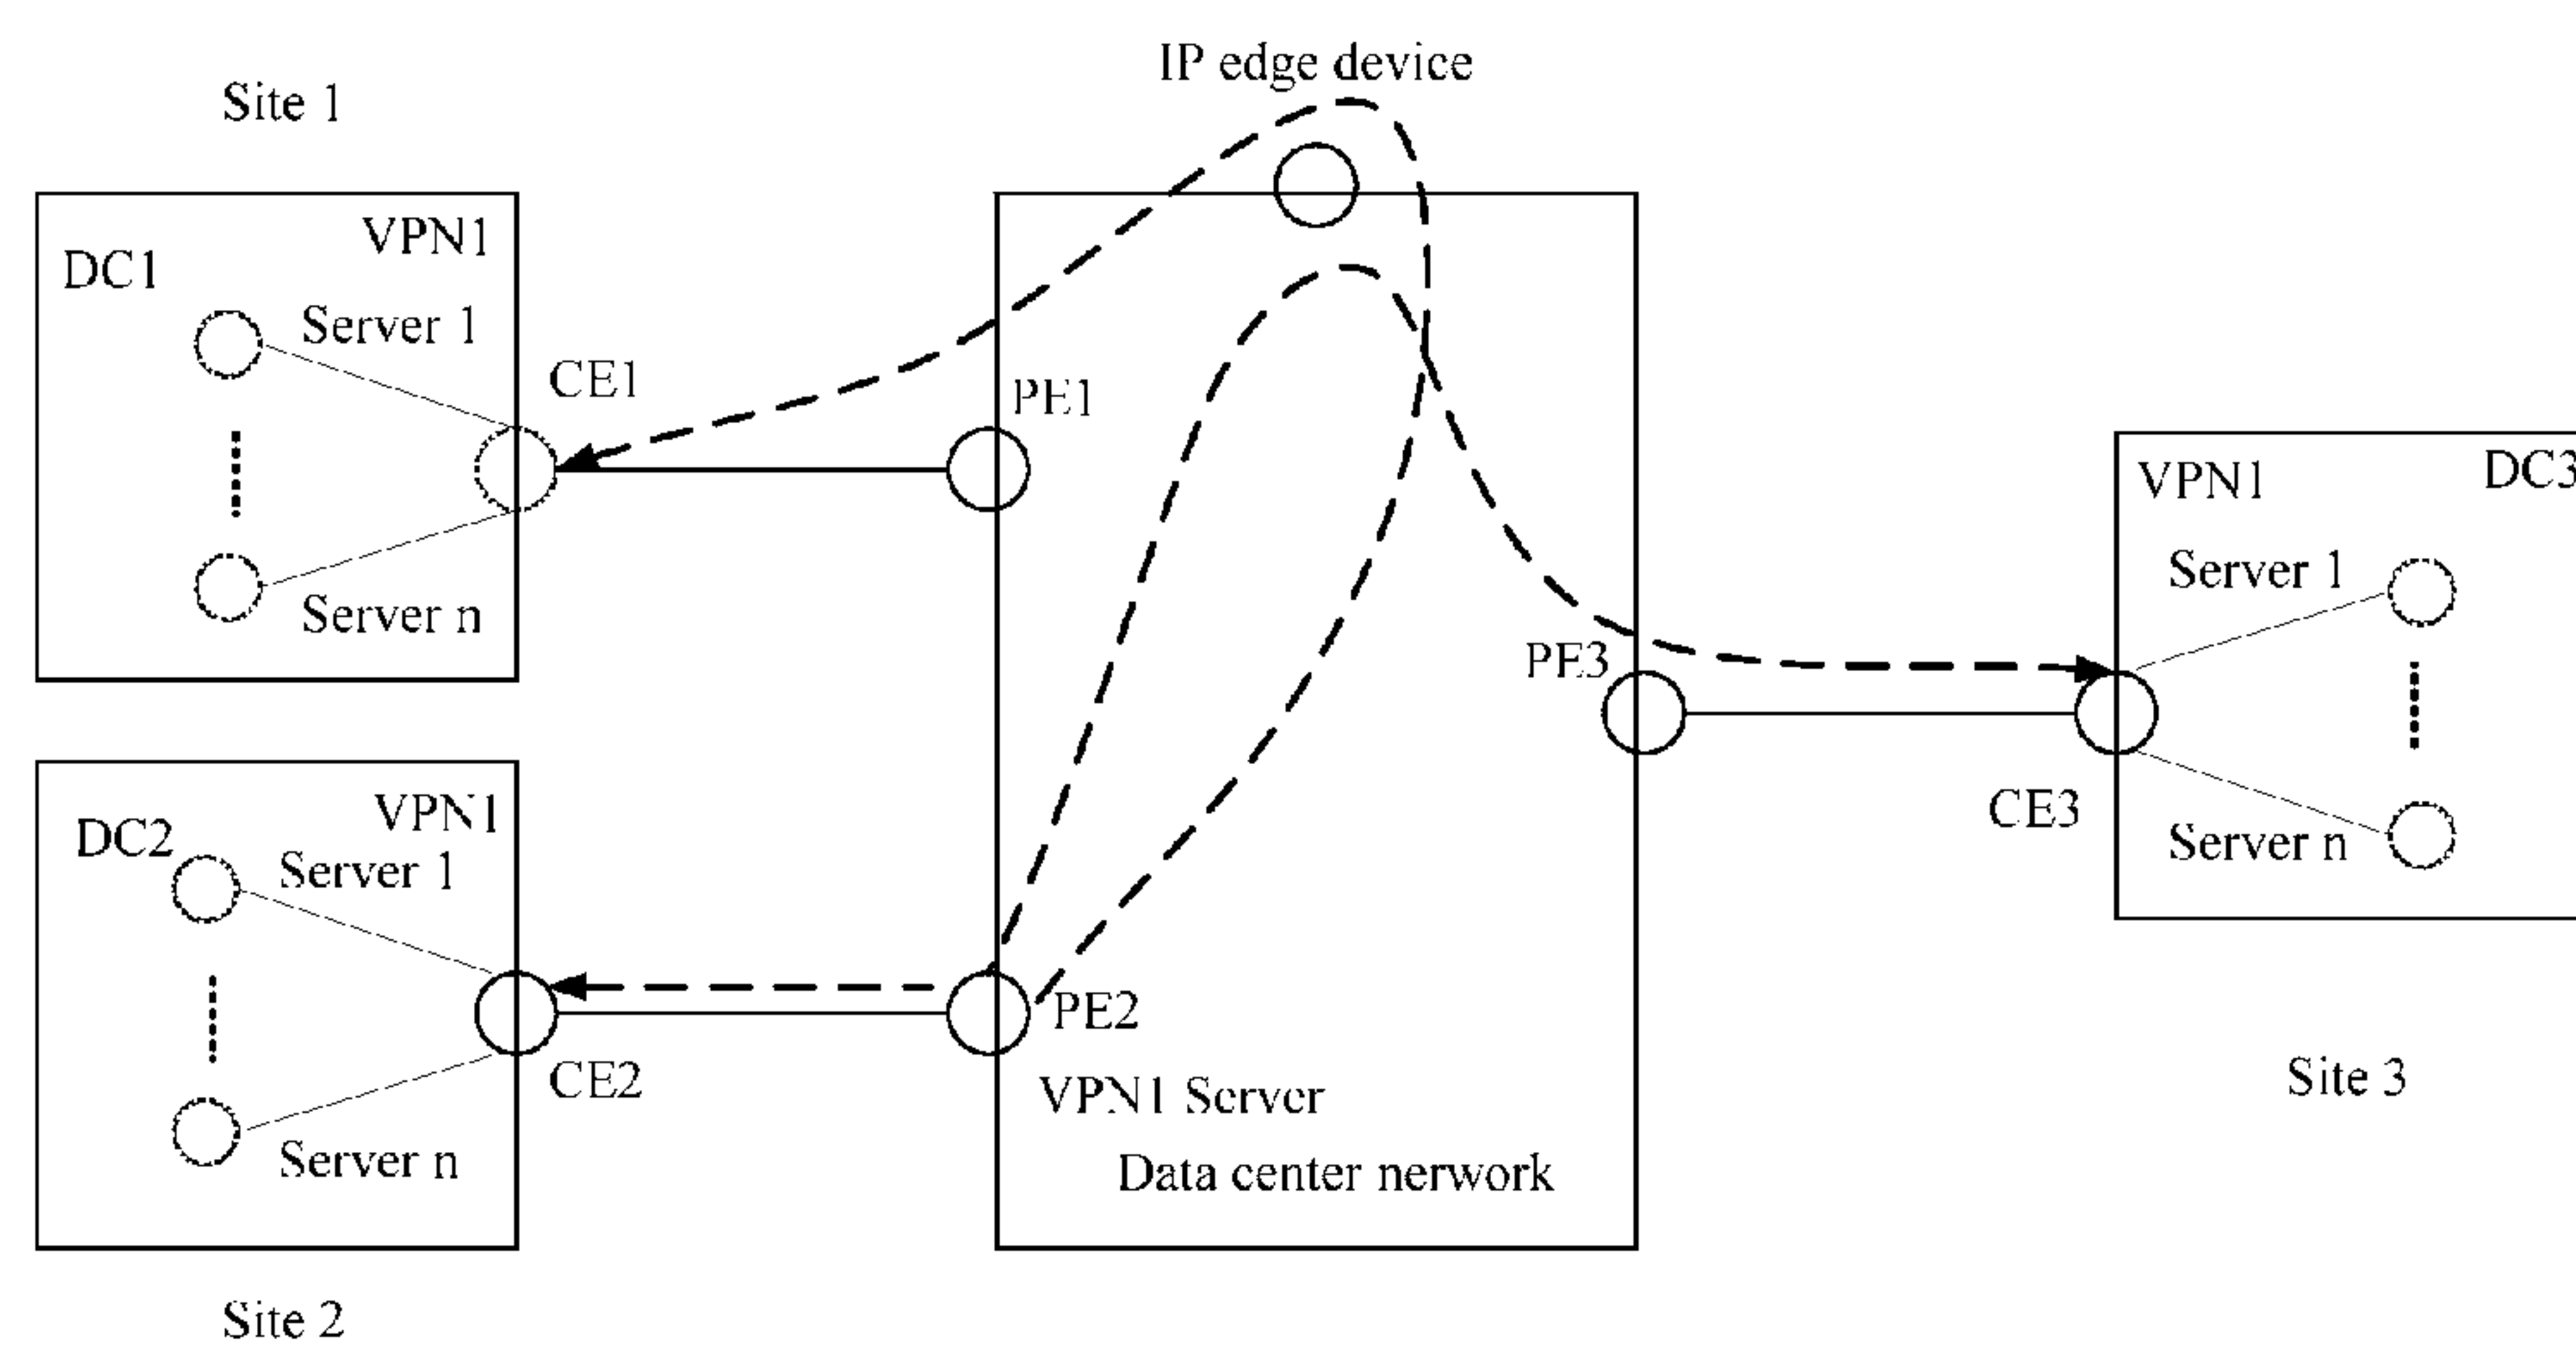 IP edge device
Site 1
VPN1
DC1
Server 1
CE1
PE1
Server n
VPN1
DC3
Server 1
PE3
CE3
Server n
VPN1
DC2
Server 1
PE2
CE2
VPN1 Server
Server n
Data center nerwork
Site 3
Site 2